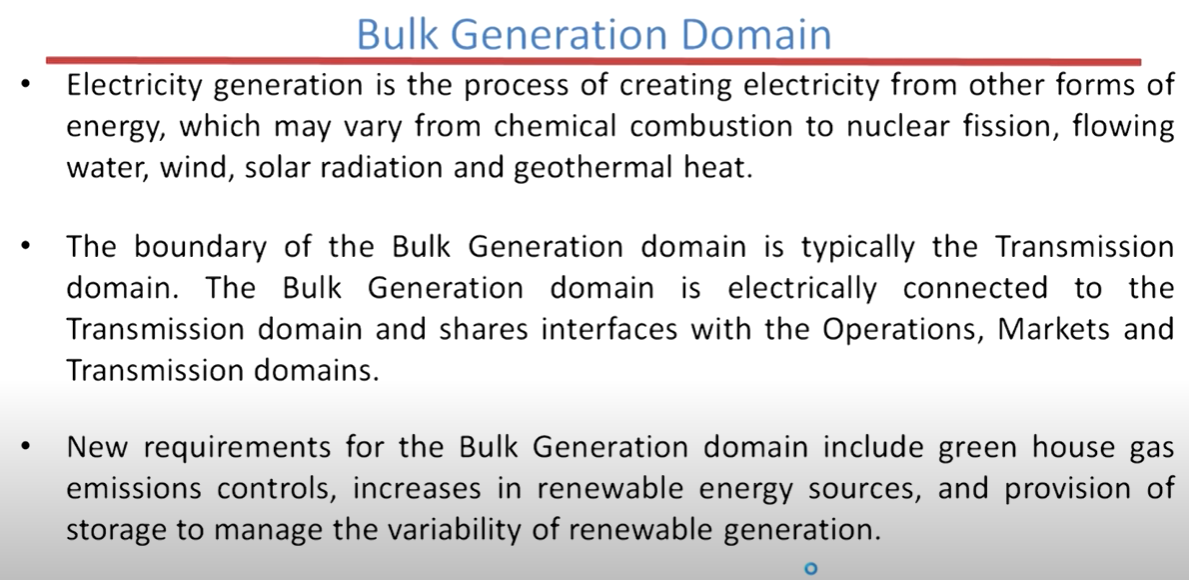 Bulk Generation Domain
• Electricity generation is the process of creating electricity from other forms of
energy, which may vary from chemical combustion to nuclear fission, flowing
water, wind, solar radiation and geothermal heat.
• The boundary of the Bulk Generation domain is typically the Transmission
domain. The Bulk Generation domain is electrically connected to the
Transmission domain and shares interfaces with the Operations, Markets and
Transmission domains.
• New requirements for the Bulk Generation domain include green house gas
emissions controls, increases in renewable energy sources, and provision of
storage to manage the variability of renewable generation.